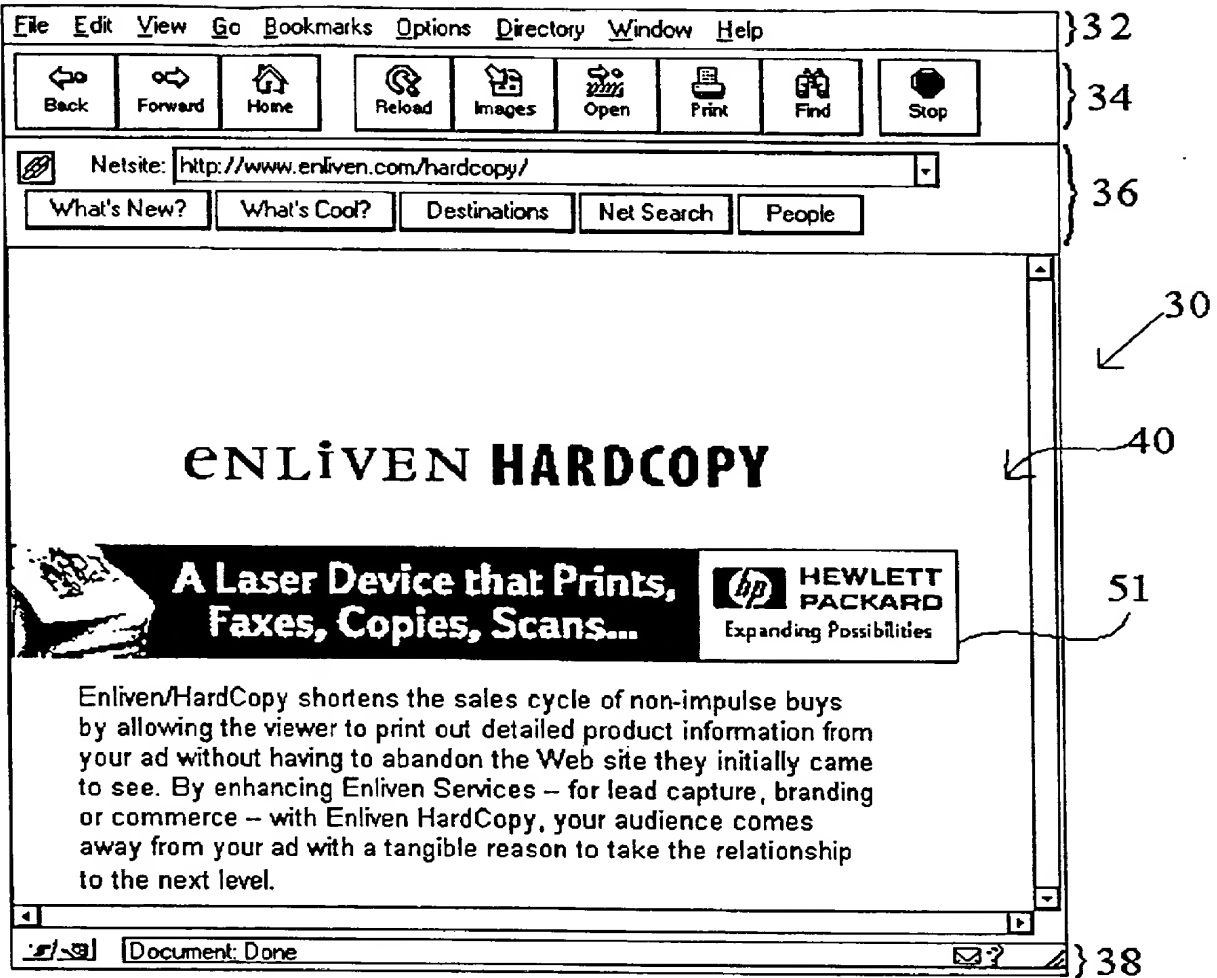 File Edit View Go Bookmarks Options Directory Window Help }32
Back Forward Home Reload Images Open Print Find Stop }34
Netsite: http://www.enliven.com/hardcopy/
What's New? What's Cool? Destinations Net Search People }36
30
40
eNLiVEN HARDCOPY
A Laser Device that Prints,
Faxes, Copies, Scans...
hp HEWLETT
PACKARD
Expanding Possibilities
51
Enliven/HardCopy shortens the sales cycle of non-impulse buys
by allowing the viewer to print out detailed product information from
your ad without having to abandon the Web site they initially came
to see. By enhancing Enliven Services – for lead capture, branding
or commerce – with Enliven HardCopy, your audience comes
away from your ad with a tangible reason to take the relationship
to the next level.
Document: Done ? }38